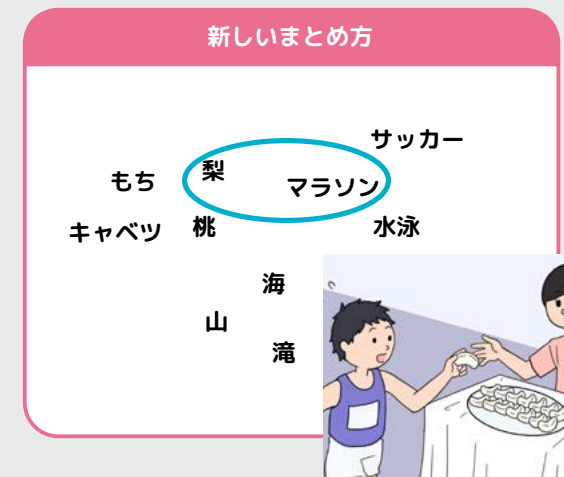 新しいまとめ方
サッカー
もち
梨
マラソン
キャベツ
桃
水泳
海
山
滝